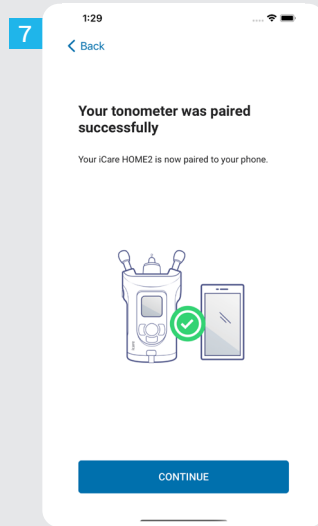 7
1:29
Back
Your tonometer was paired
successfully
Your iCare HOME2 is now paired to your phone.
CONTINUE